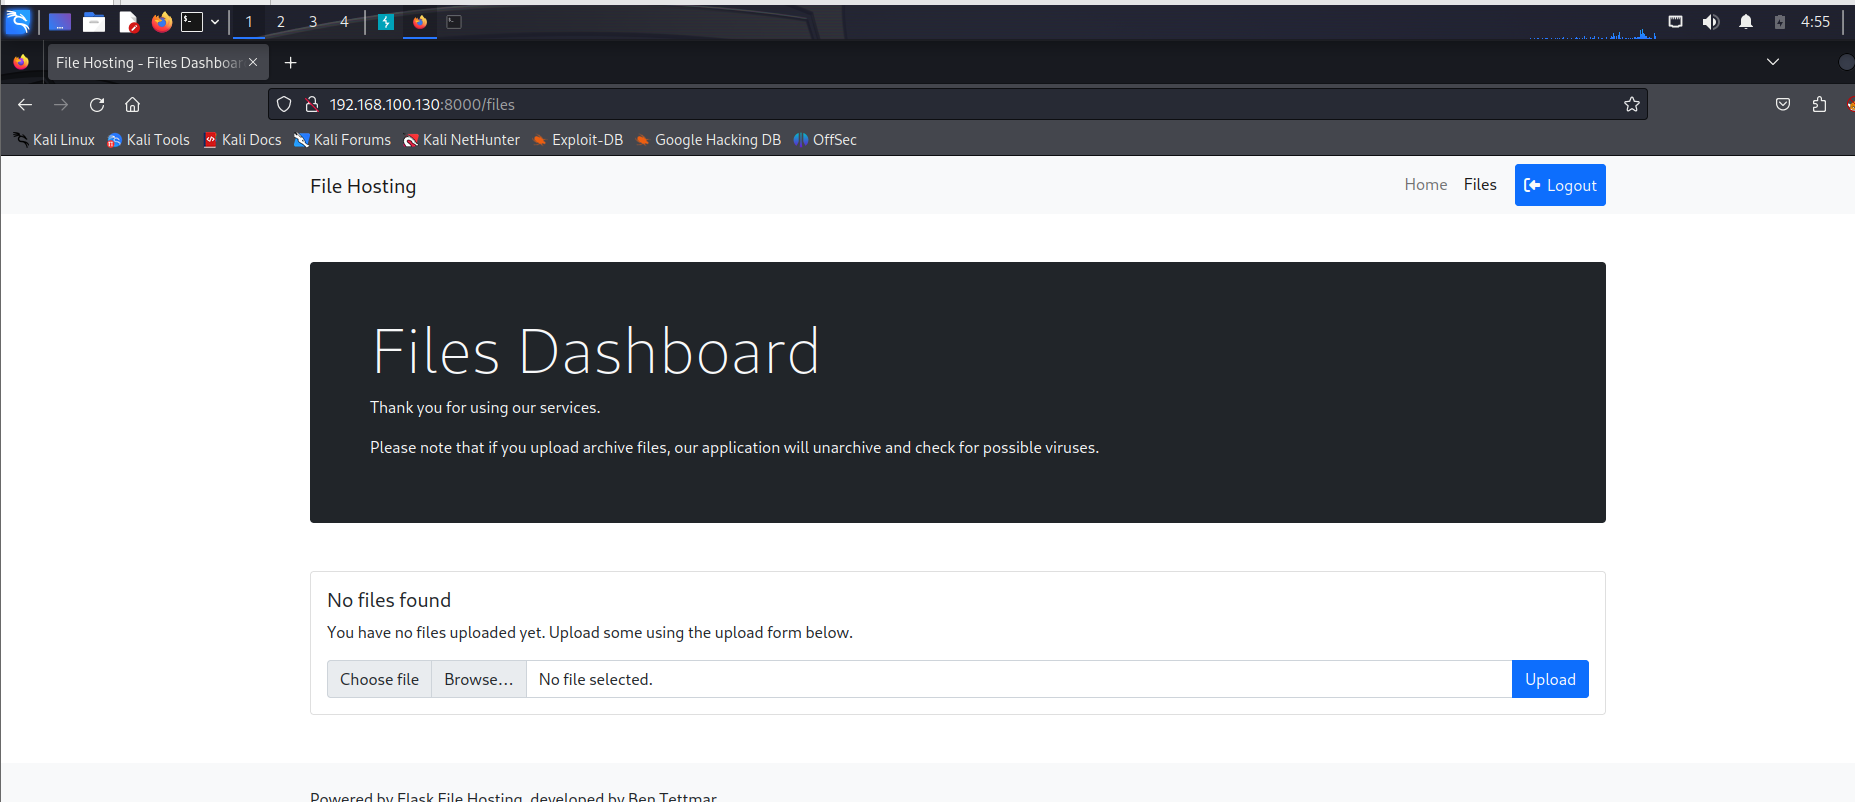 1 2 3 4 4:55
File Hosting - Files Dashboar
192.168.100.130:8000/files
Kali Linux Kali Tools Kali Docs Kali Forums Kali NetHunter Exploit-DB Google Hacking DB OffSec
File Hosting Home Files Logout
Files Dashboard
Thank you for using our services.
Please note that if you upload archive files, our application will unarchive and check for possible viruses.
No files found
You have no files uploaded yet. Upload some using the upload form below.
Choose file Browse... No file selected. Upload
Powered by Flask File Hosting, developed by Ben Tettmar